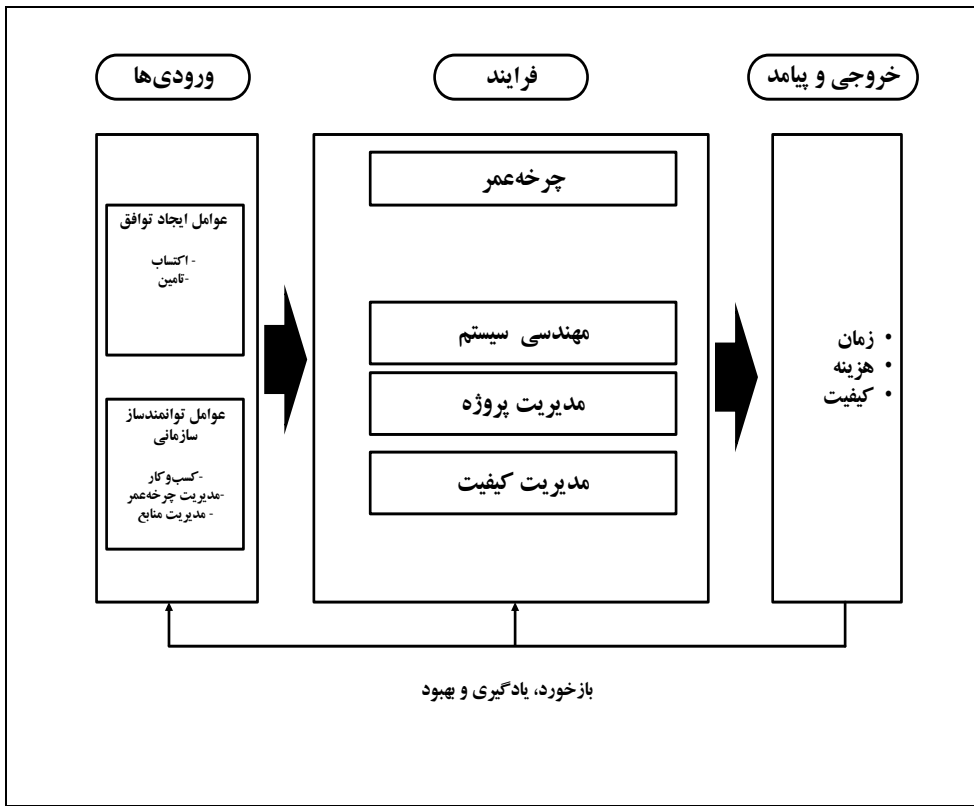 ورودی‌ها
فرایند
خروجی و پیامد
عوامل ایجاد توافق
- اکتساب
-تامین
عوامل توانمندساز
سازمانی
-کسب‌وکار
-مدیریت چرخه‌عمر
- مدیریت منابع
چرخه‌عمر
مهندسی سیستم
مدیریت پروژه
مدیریت کیفیت
• زمان
• هزینه
• کیفیت
بازخورد، یادگیری و بهبود